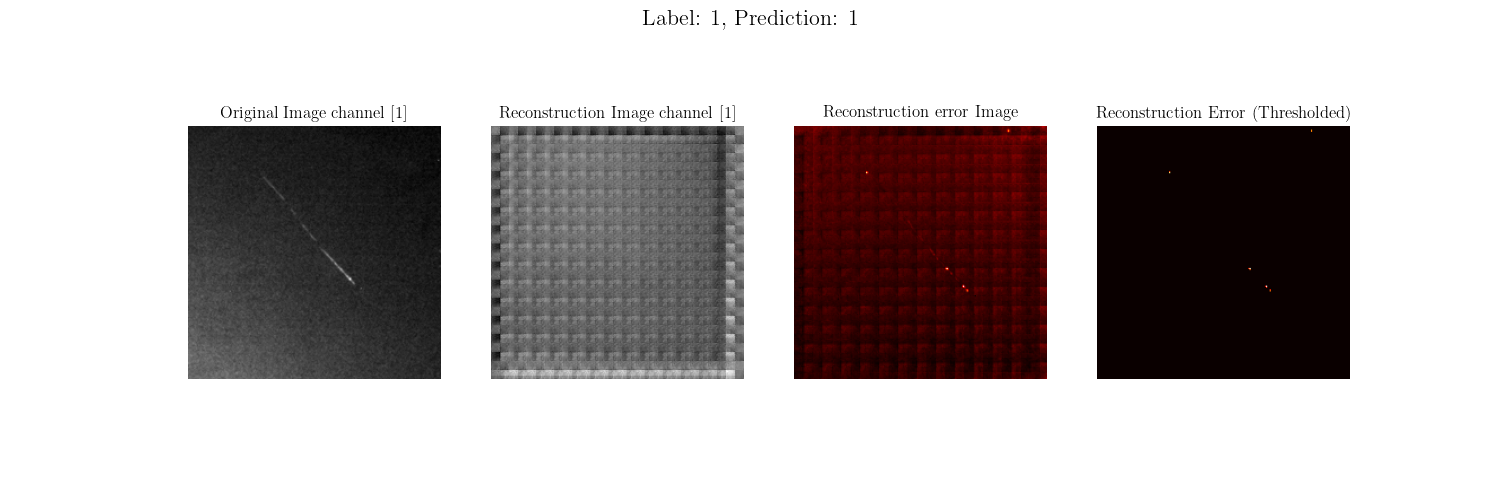 Label: 1, Prediction: 1
Original Image channel [1]
Reconstruction Image channel [1]
Reconstruction error Image
Reconstruction Error (Thresholded)